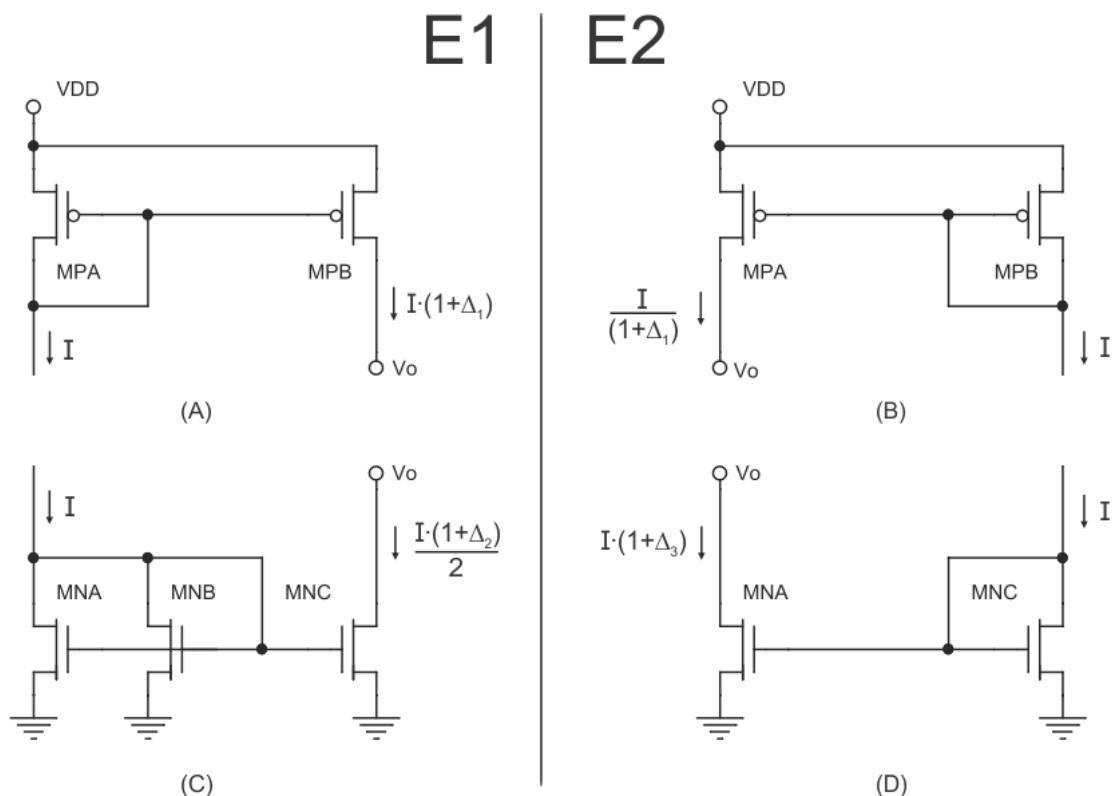 E1 E2
VDD
MPA
MPB
I·(1+Δ₁)
I
Vo
(A)
VDD
MPA
MPB
I
(1+Δ₁)
Vo
I
(B)
I
Vo
I·(1+Δ₂)
2
MNA
MNB
MNC
(C)
Vo
I
I·(1+Δ₃)
MNA
MNC
(D)